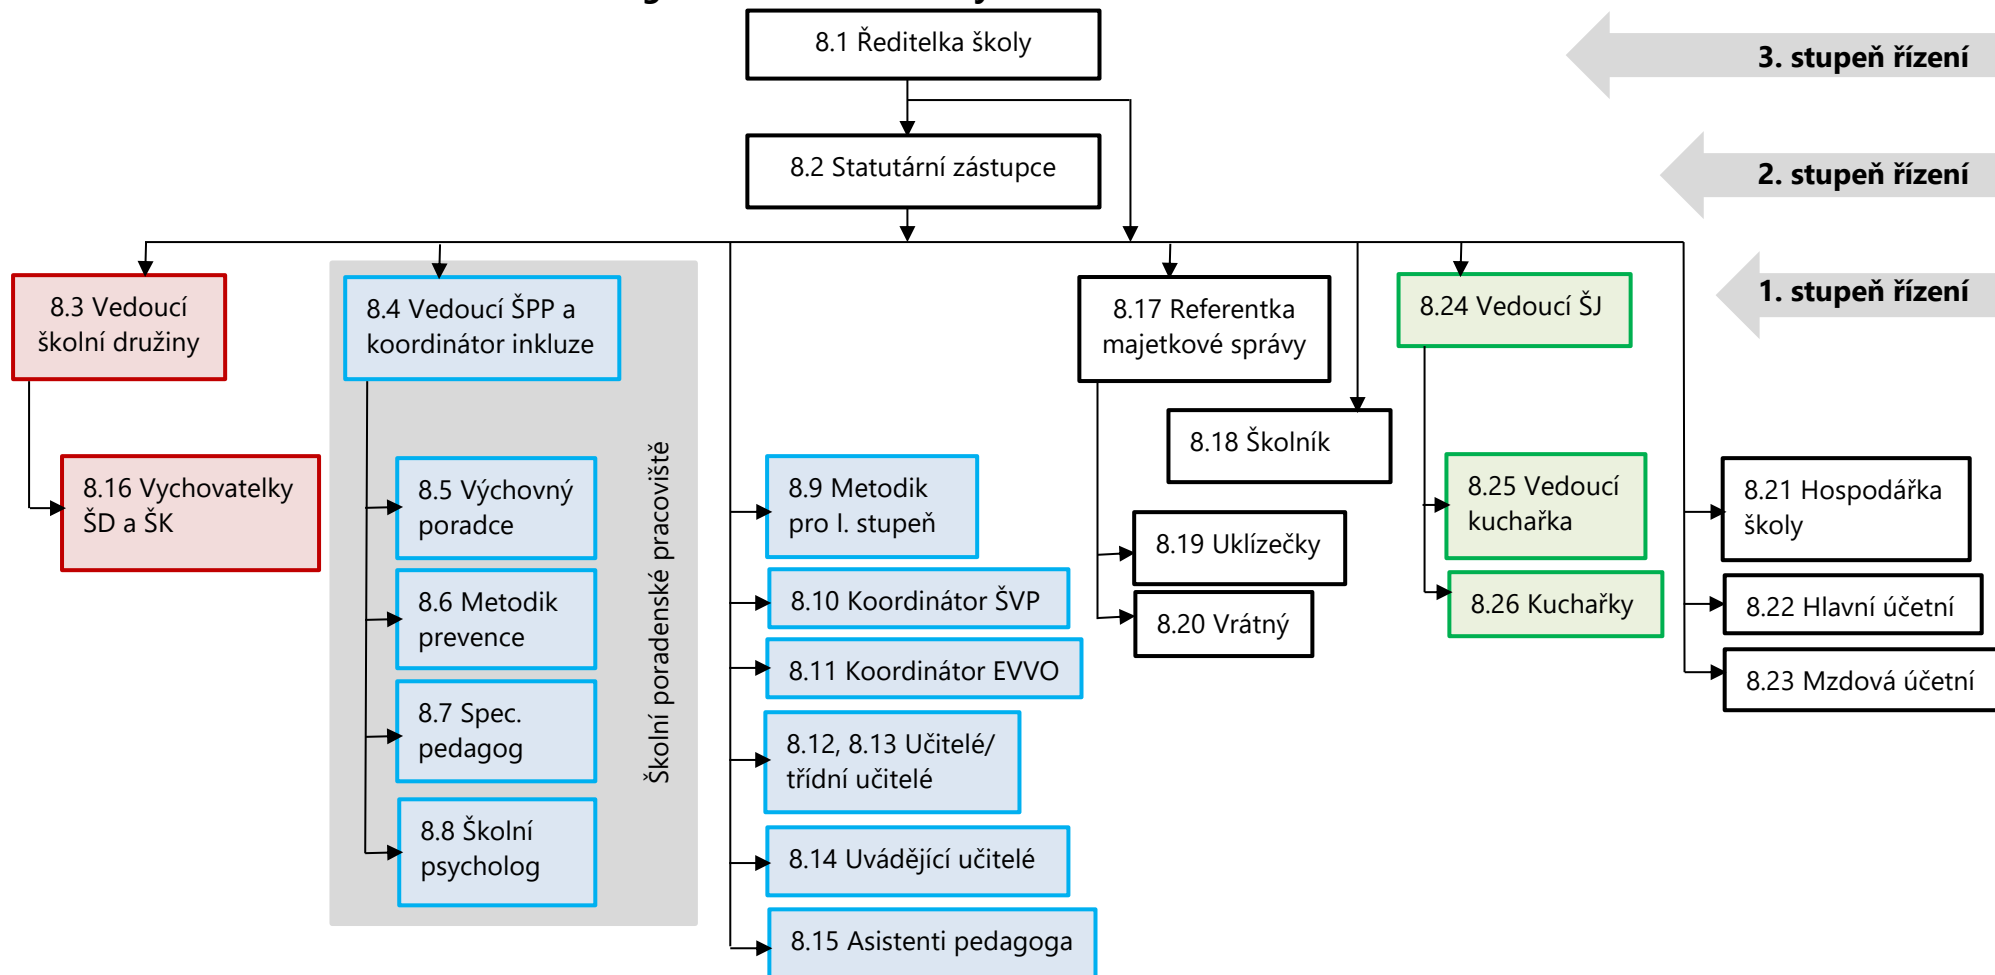 8.1 Ředitelka školy
3. stupeň řízení
8.2 Statutární zástupce
2. stupeň řízení
1. stupeň řízení
8.3 Vedoucí
školní družiny
8.4 Vedoucí ŠPP a
koordinátor inkluze
8.17 Referentka
majetkové správy
8.24 Vedoucí ŠJ
8.18 Školník
8.16 Vychovatelky
ŠD a ŠK
8.5 Výchovný
poradce
8.6 Metodik
prevence
8.7 Spec.
pedagog
8.8 Školní
psycholog
Školní poradenské pracoviště
8.9 Metodik
pro I. stupeň
8.10 Koordinátor ŠVP
8.11 Koordinátor EVVO
8.12, 8.13 Učitelé/
třídní učitelé
8.14 Uvádějící učitelé
8.15 Asistenti pedagoga
8.19 Uklízečky
8.20 Vrátný
8.25 Vedoucí
kuchařka
8.26 Kuchařky
8.21 Hospodářka
školy
8.22 Hlavní účetní
8.23 Mzdová účetní